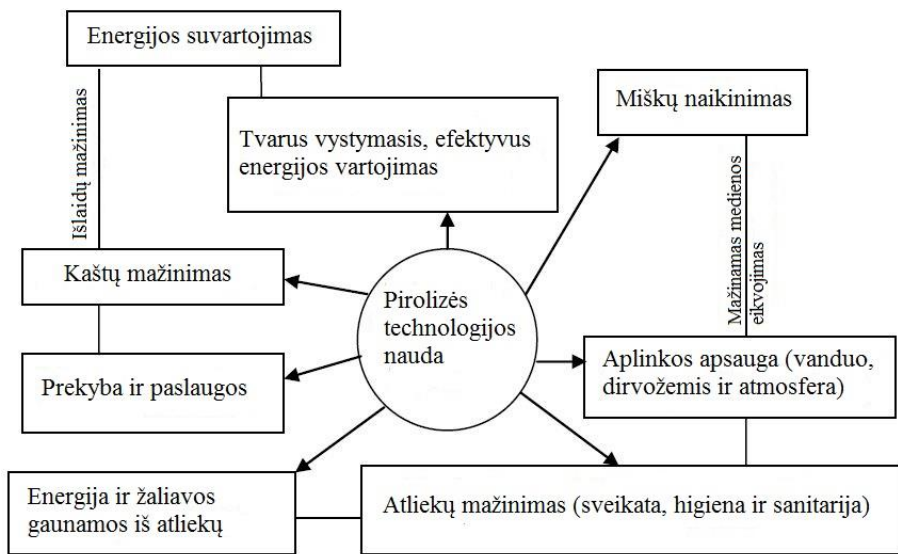 Energijos suvartojimas
Išlaidų mažinimas
Tvarus vystymasis, efektyvus
energijos vartojimas
Miškų naikinimas
Mažinamas medienos
eikvojimas
Kaštų mažinimas
Pirolizės
technologijos
nauda
Prekyba ir paslaugos
Aplinkos apsauga (vanduo,
dirvožemis ir atmosfera)
Energija ir žaliavos
gaunamos iš atliekų
Atliekų mažinimas (sveikata, higiena ir sanitarija)